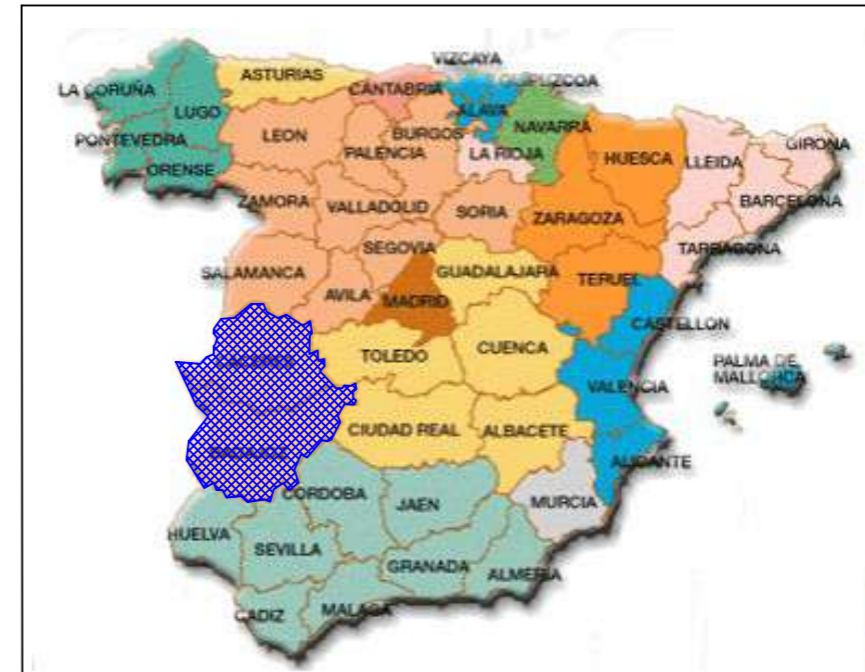 VIZCAYA
ASTURIAS
CANTABRIA
LA CORUÑA
LUGO
ALAVA
NAVARRA
LEON
BURGOS
PALENCIA
LA RIOJA
HUESCA
LLEIDA
GIRONA
PONTEVEDRA
ORENSE
ZAMORA
VALLADOLID
SORIA
ZARAGOZA
BARCELONA
SEGOVIA
TARRAGONA
SALAMANCA
GUADALAJARA
TERUEL
AVILA
MADRID
CASTELLON
TOLEDO
CUENCA
PALMA DE
MALLORCA
VALENCIA
CIUDAD REAL
ALBACETE
ALICANTE
CORDOBA
JAEN
MURCIA
HUELVA
SEVILLA
GRANADA
ALMERIA
CADIZ
MALAGA